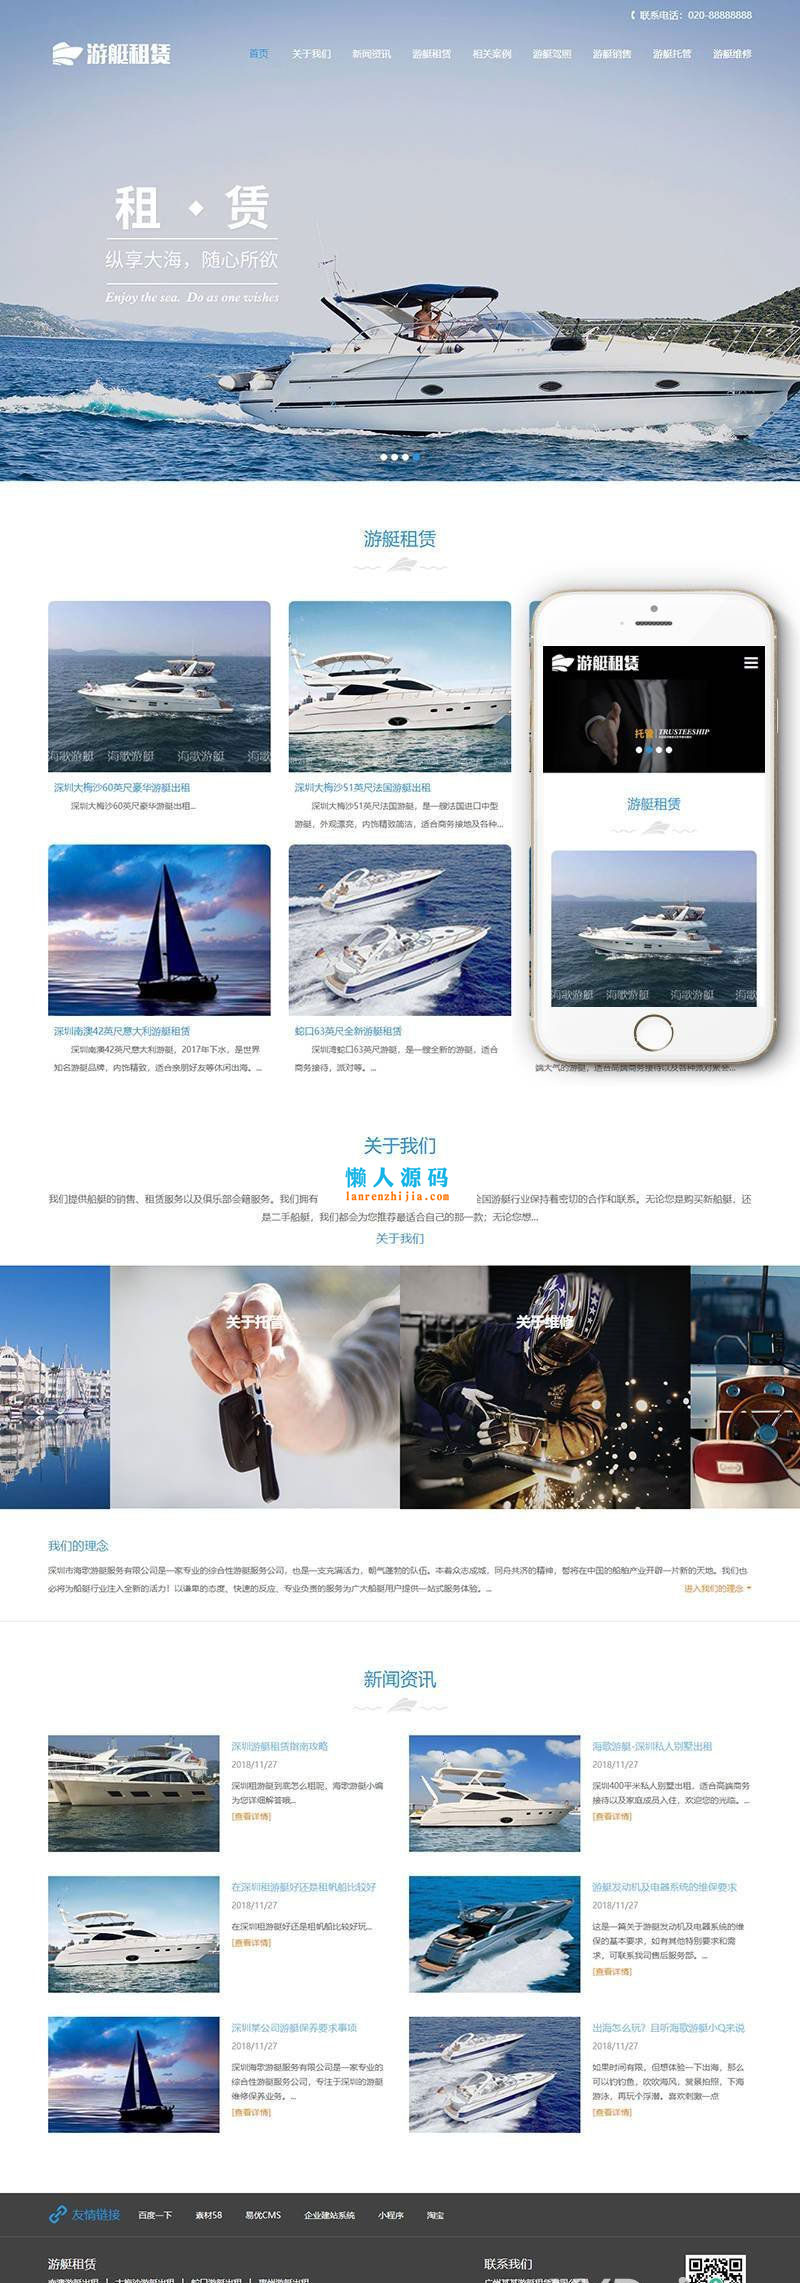 联系电话：020-88888888
游艇租赁
首页 关于我们 新闻资讯 游艇租赁 相关案例 游艇驾照 游艇销售 游艇托管 游艇维修
租 · 赁
纵享大海，随心所欲
Enjoy the sea. Do as one wishes
游艇租赁
海歌游艇 海歌游艇 海歌游艇
深圳大梅沙60英尺豪华游艇出租
深圳大梅沙60英尺豪华游艇出租...
深圳大梅沙51英尺法国游艇出租
深圳大梅沙51英尺法国游艇，是一艘法国进口中型
游艇，外观漂亮，内饰精致简洁，适合商务接地及各种...
游艇租赁
托管 TRUSTEESHIP
游艇租赁
海歌游艇 海歌游艇 海歌游艇
深圳南澳42英尺意大利游艇租赁
深圳南澳42英尺意大利游艇，2017年下水，是世界
知名游艇品牌，内饰精致，适合亲朋好友等休闲出海。...
蛇口63英尺全新游艇租赁
深圳湾蛇口63英尺游艇，是一艘全新的游艇，适合
商务接待，派对等。...
端大气的游艇，适合高端商务接待以及各种派对聚会...
关于我们
懒人源码
lanrenzhijia.com
我们提供船艇的销售、租赁服务以及俱乐部会籍服务。我们拥有
全国游艇行业保持着密切的合作和联系。无论您是购买新船艇，还
是二手船艇，我们都会为您推荐最适合自己的那一款；无论您想...
关于我们
关于托管
关于维修
我们的理念
深圳市海歌游艇服务有限公司是一家专业的综合性游艇服务公司，也是一支充满活力，朝气蓬勃的队伍。本着众志成城，同舟共济的精神，誓将在中国的船舶产业开辟一片新的天地。我们也
必将为船艇行业注入全新的活力！以谦卑的态度、快速的反应、专业负责的服务为广大船艇用户提供一站式服务体验。...
进入我们的理念
新闻资讯
深圳游艇租赁指南攻略
2018/11/27
深圳租游艇到底怎么租呢，海歌游艇小编
为您详细解答哦...
[查看详情]
海歌游艇-深圳私人别墅出租
2018/11/27
深圳400平米私人别墅出租，适合高端商务
接待以及家庭成员入住，欢迎您的光临。...
[查看详情]
在深圳租游艇好还是租帆船比较好
2018/11/27
在深圳租游艇好还是租帆船比较好玩...
[查看详情]
游艇发动机及电器系统的维保要求
2018/11/27
这是一篇关于游艇发动机及电器系统的维
保的基本要求，如有其他特别要求和需
求，可联系我司售后服务部。...
[查看详情]
深圳某公司游艇保养要求事项
2018/11/27
深圳海歌游艇服务有限公司是一家专业的
综合性游艇服务公司，专注于深圳的游艇
维修保养业务。...
[查看详情]
出海怎么玩？且听海歌游艇小Q来说
2018/11/27
如果时间有限，但想体验一下出海，那么
可以钓钓鱼，吹吹海风，赏景拍照，下海
游泳，再玩个浮潜。喜欢刺激一点
[查看详情]
友情链接 百度一下 素材58 易优CMS 企业建站系统 小程序 淘宝
游艇租赁
联系我们